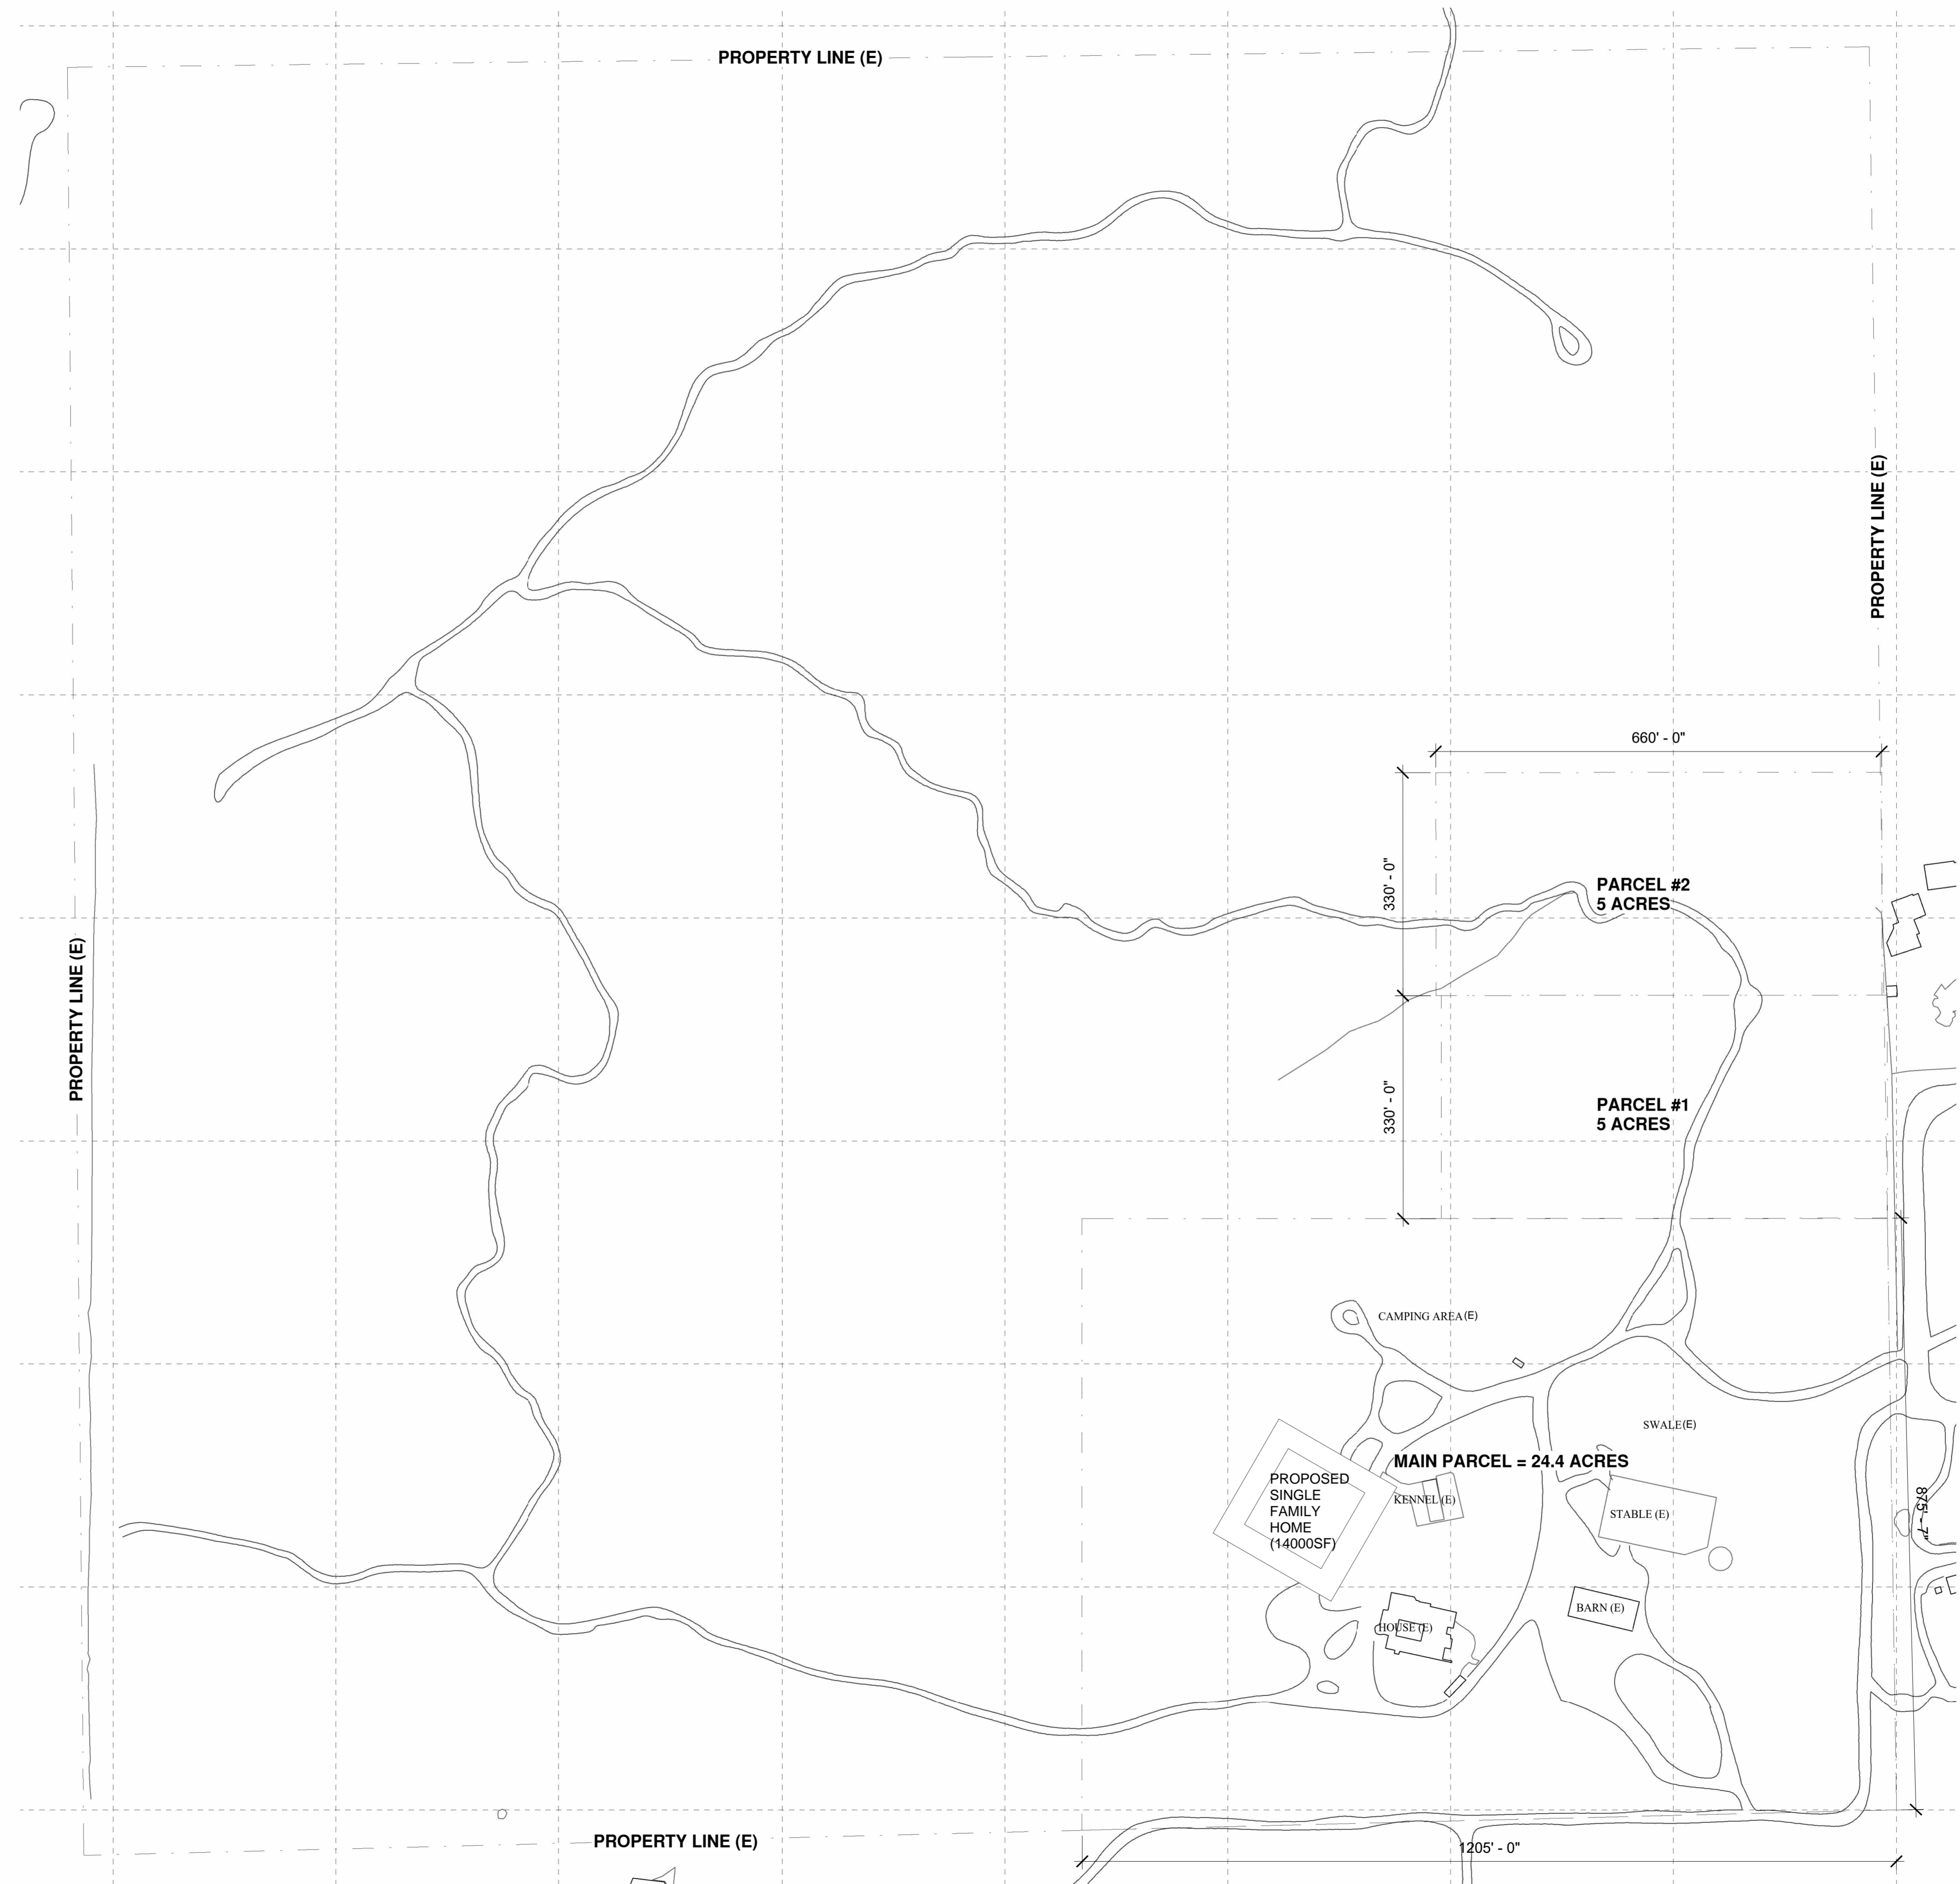 PROPERTY LINE (E)
PROPERTY LINE (E)
660' - 0"
330' - 0"
PARCEL #2
5 ACRES
PROPERTY LINE (E)
330' - 0"
PARCEL #1
5 ACRES
CAMPING AREA(E)
SWALE(E)
MAIN PARCEL = 24.4 ACRES
PROPOSED
SINGLE
FAMILY
HOME
(14000SF)
KENNEL (E)
STABLE (E)
875' - 7"
BARN (E)
HOUSE(E)
PROPERTY LINE (E)
1205' - 0"